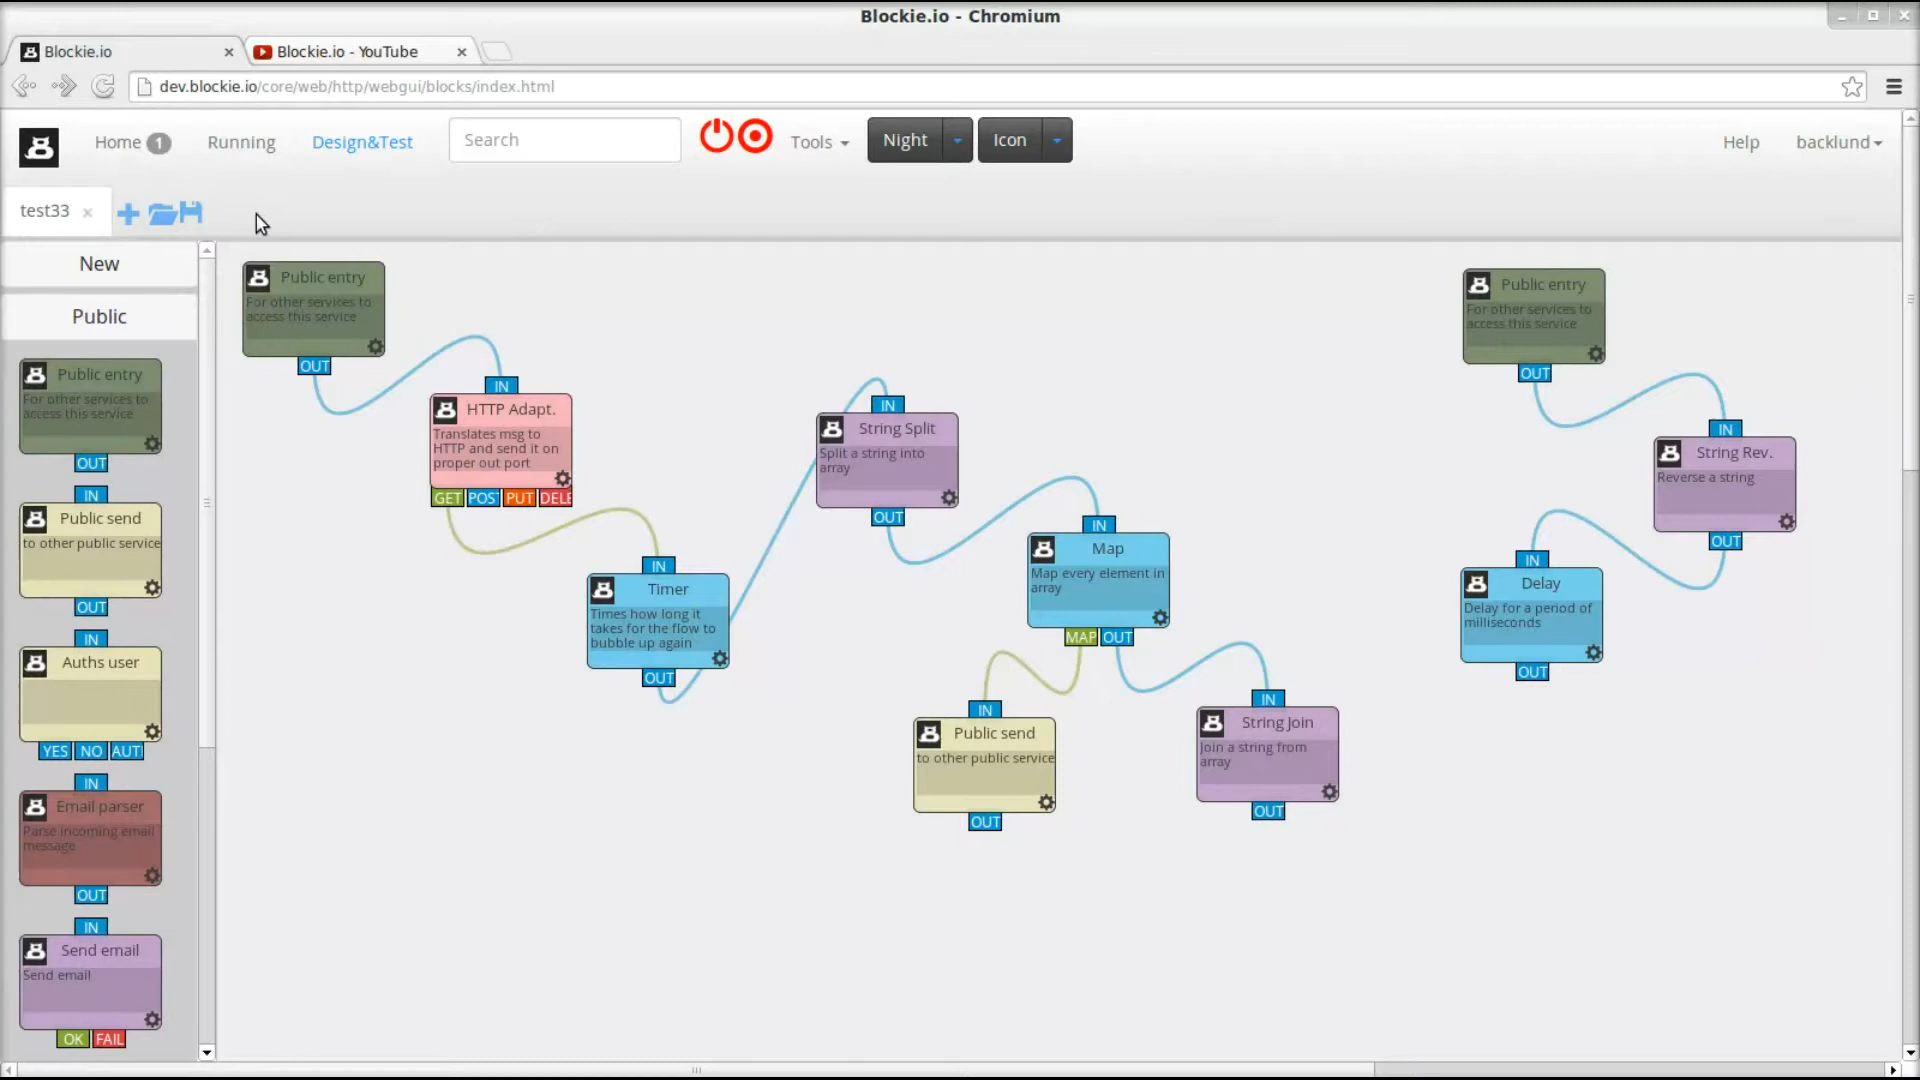 Blockie.io - Chromium
Blockie.io
Blockie.io - YouTube
dev.blockie.io/core/web/http/webgui/blocks/index.html
Home 1
Running
Design&Test
Search
Tools
Night
Icon
Help
backlund
test33
New
Public
Public entry
For other services to
access this service
OUT
IN
Public send
to other public service
OUT
IN
Auths user
YES NO AUT
IN
Email parser
Parse incoming email
message
OUT
IN
Send email
Send email
OK FAIL
Public entry
For other services to
access this service
OUT
IN
HTTP Adapt.
Translates msg to
HTTP and send it on
proper out port
GET POST PUT DELE
IN
Timer
Times how long it
takes for the flow to
bubble up again
OUT
IN
String Split
Split a string into
array
OUT
IN
Map
Map every element in
array
MAP OUT
IN
Public send
to other public service
OUT
IN
String Join
Join a string from
array
OUT
Public entry
For other services to
access this service
OUT
IN
String Rev.
Reverse a string
OUT
IN
Delay
Delay for a period of
milliseconds
OUT